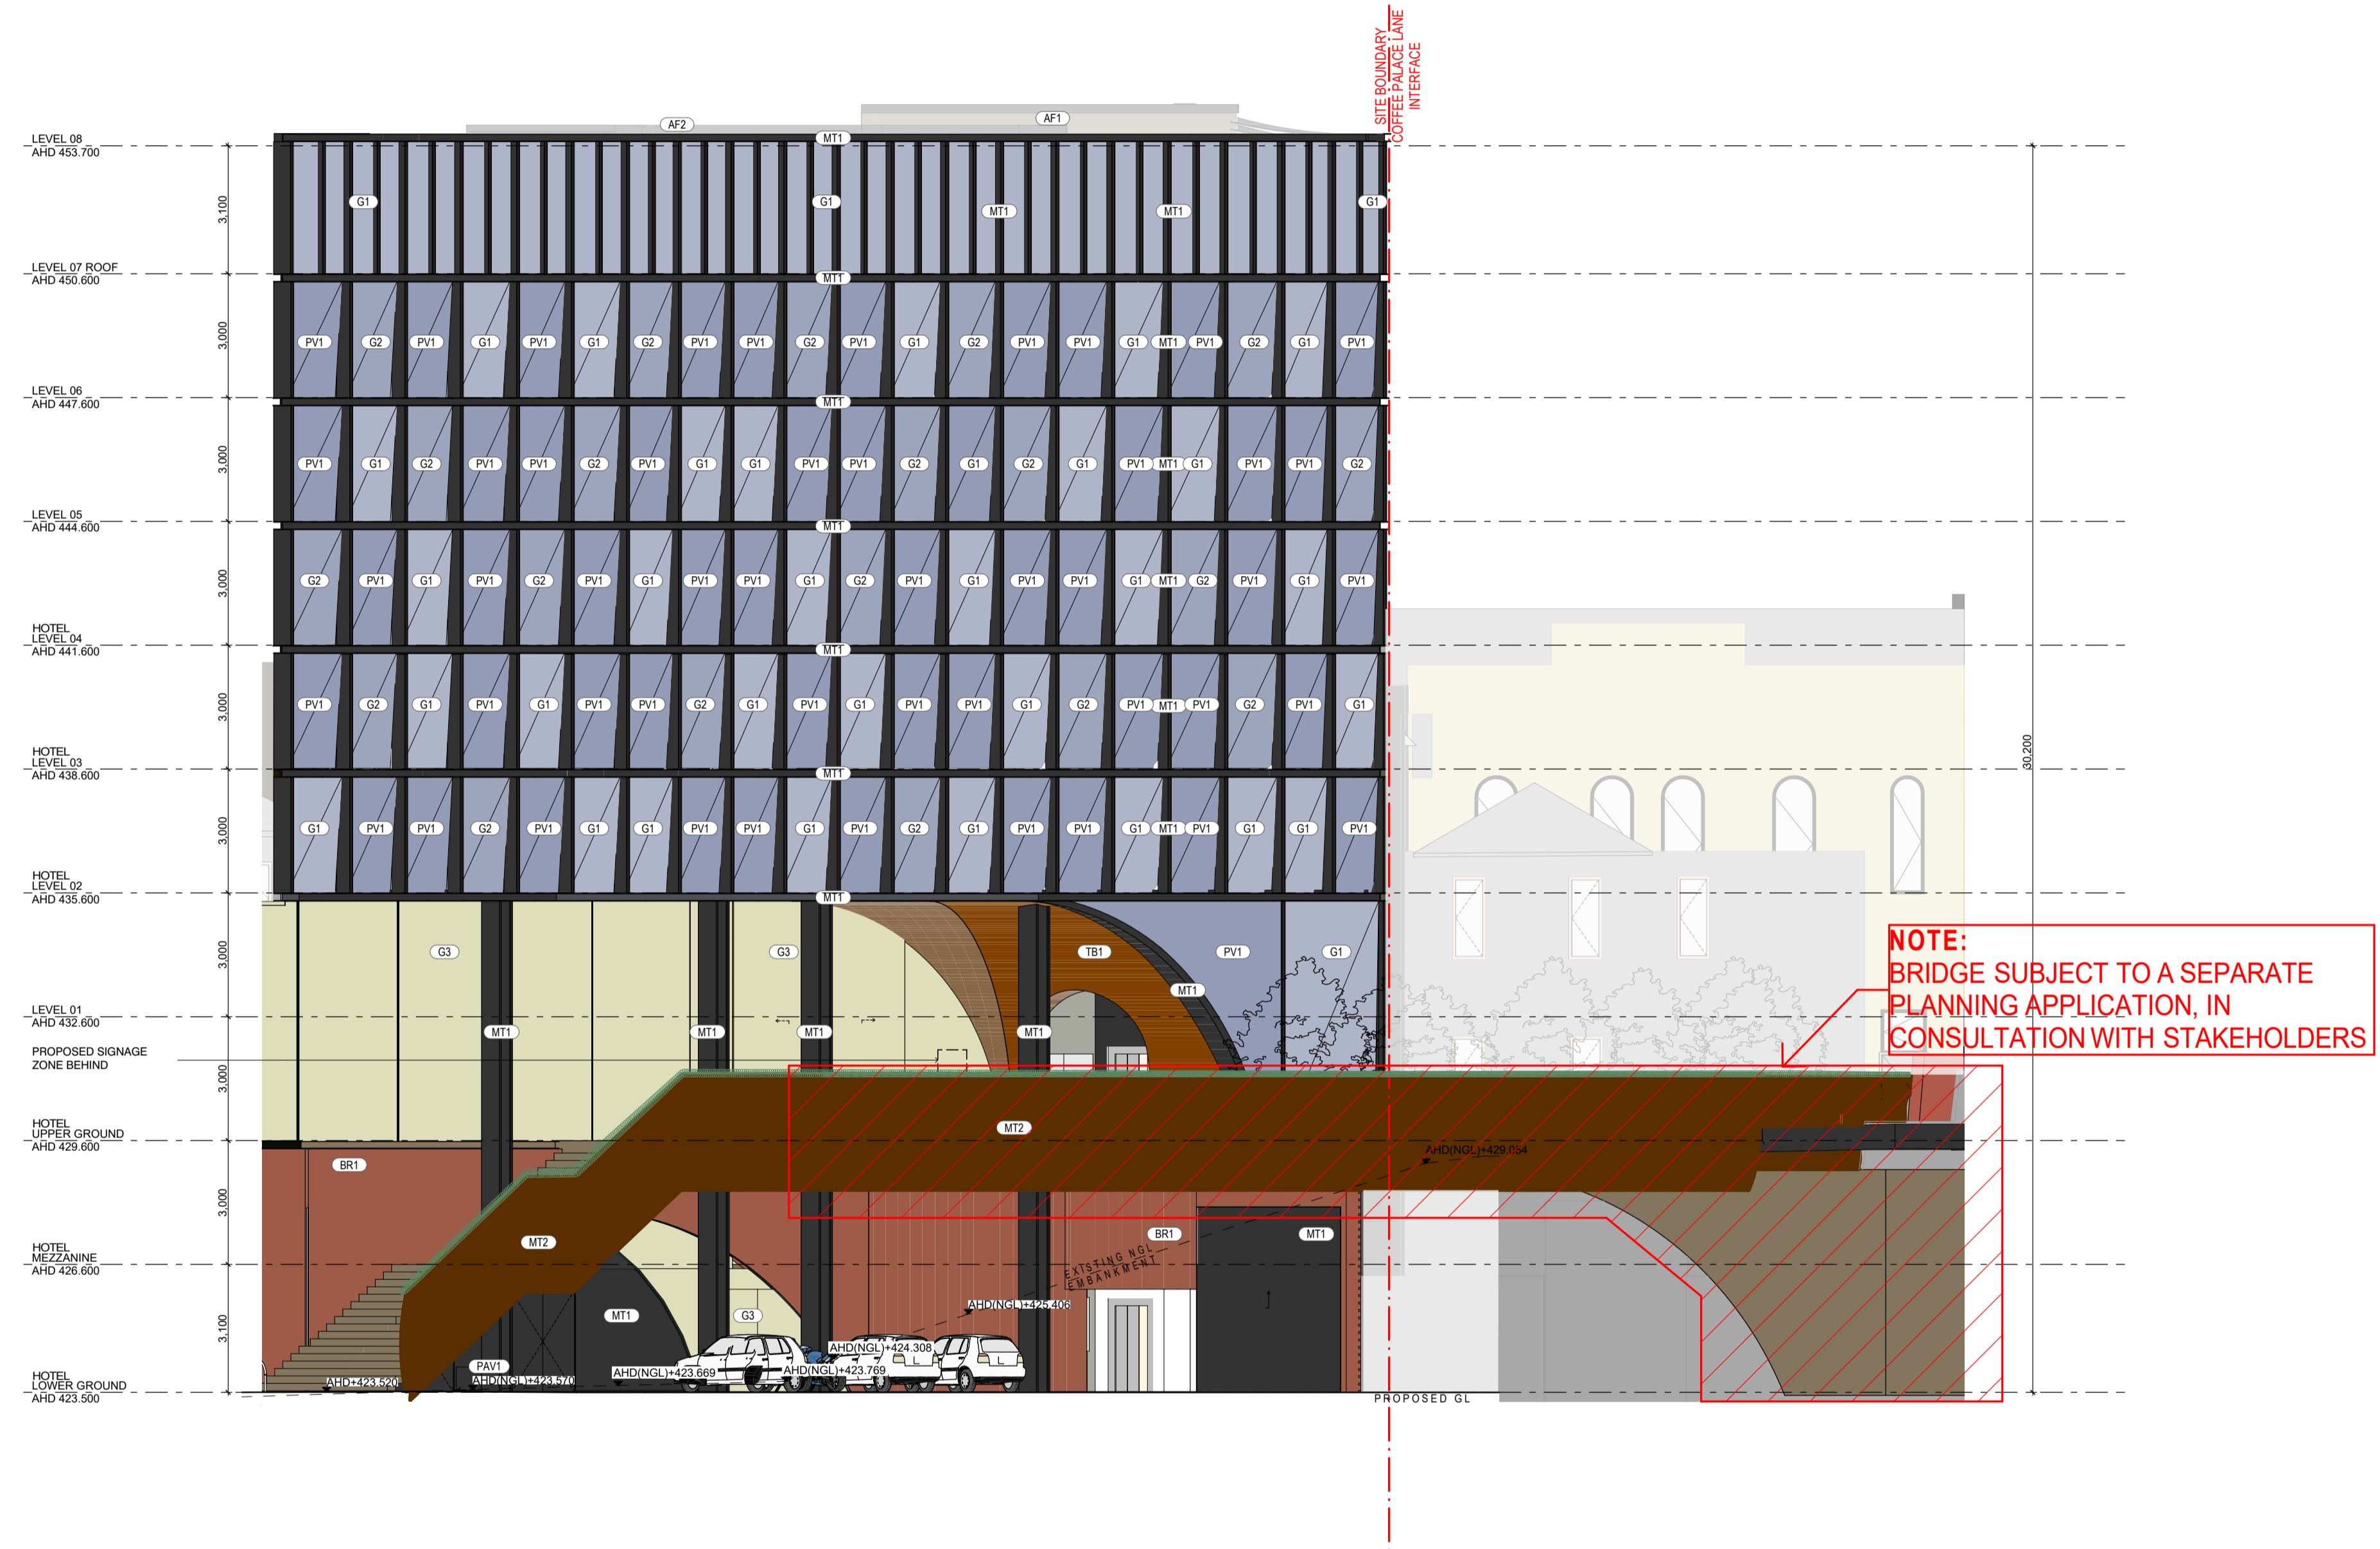 SITE BOUNDARY
COFFEE PALACE LANE
INTERFACE
AF2
AF1
LEVEL 08
AHD 453.700
MT1
3,100
G1
G1
MT1
MT1
G1
LEVEL 07 ROOF
AHD 450.600
MT1
3,000
PV1 G2 PV1 G1 PV1 G1 G2 PV1 PV1 G2 PV1 G1 G2 PV1 PV1 G1 MT1 PV1 G2 G1 PV1
LEVEL 06
AHD 447.600
MT1
3,000
PV1 G1 G2 PV1 PV1 G2 PV1 G1 G1 PV1 PV1 G2 G1 G2 G1 PV1 MT1 G1 PV1 PV1 G2
LEVEL 05
AHD 444.600
MT1
3,000
G2 PV1 G1 PV1 G2 PV1 G1 PV1 PV1 G1 G2 PV1 G1 PV1 PV1 G1 MT1 G2 PV1 G1 PV1
HOTEL
LEVEL 04
AHD 441.600
MT1
3,000
PV1 G2 G1 PV1 G1 PV1 PV1 G2 G1 PV1 G1 PV1 PV1 G1 G2 PV1 MT1 PV1 G2 PV1 G1
30,200
HOTEL
LEVEL 03
AHD 438.600
MT1
3,000
G1 PV1 PV1 G2 PV1 G1 G1 PV1 PV1 G1 PV1 G2 G1 PV1 PV1 G1 MT1 PV1 G1 G1 PV1
HOTEL
LEVEL 02
AHD 435.600
MT1
3,000
G3
G3
TB1
PV1
G1
MT1
NOTE:
BRIDGE SUBJECT TO A SEPARATE
PLANNING APPLICATION, IN
CONSULTATION WITH STAKEHOLDERS
LEVEL 01
AHD 432.600
MT1
MT1
MT1
MT1
PROPOSED SIGNAGE
ZONE BEHIND
3,000
HOTEL
UPPER GROUND
AHD 429.600
MT2
AHD(NGL)+429.054
BR1
3,000
MT2
BR1
MT1
HOTEL
MEZZANINE
AHD 426.600
EXISTING NGL
EMBANKMENT
AHD(NGL)+425.406
3,100
MT1
G3
AHD(NGL)+424.308
L
L
PAV1
AHD(NGL)+423.669
AHD(NGL)+423.769
AHD+423.520
AHD(NGL)+423.570
HOTEL
LOWER GROUND
AHD 423.500
PROPOSED GL